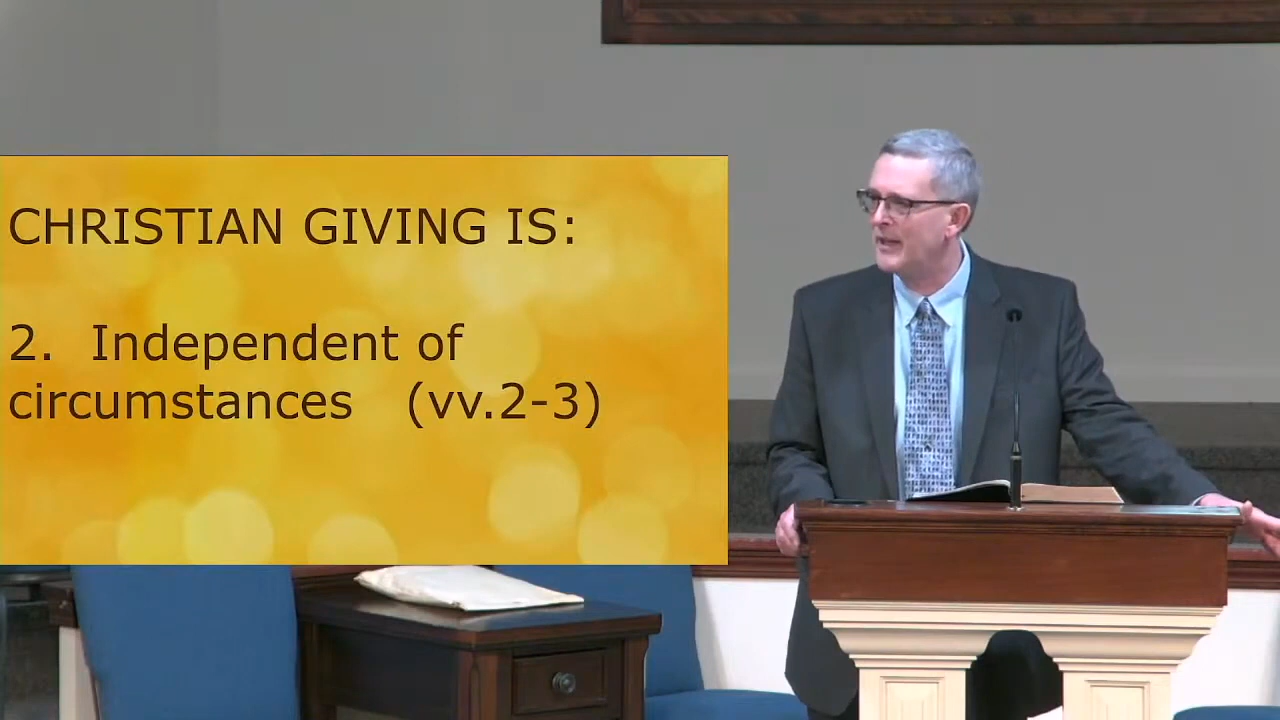 CHRISTIAN GIVING IS:
2. Independent of
circumstances (vv.2-3)